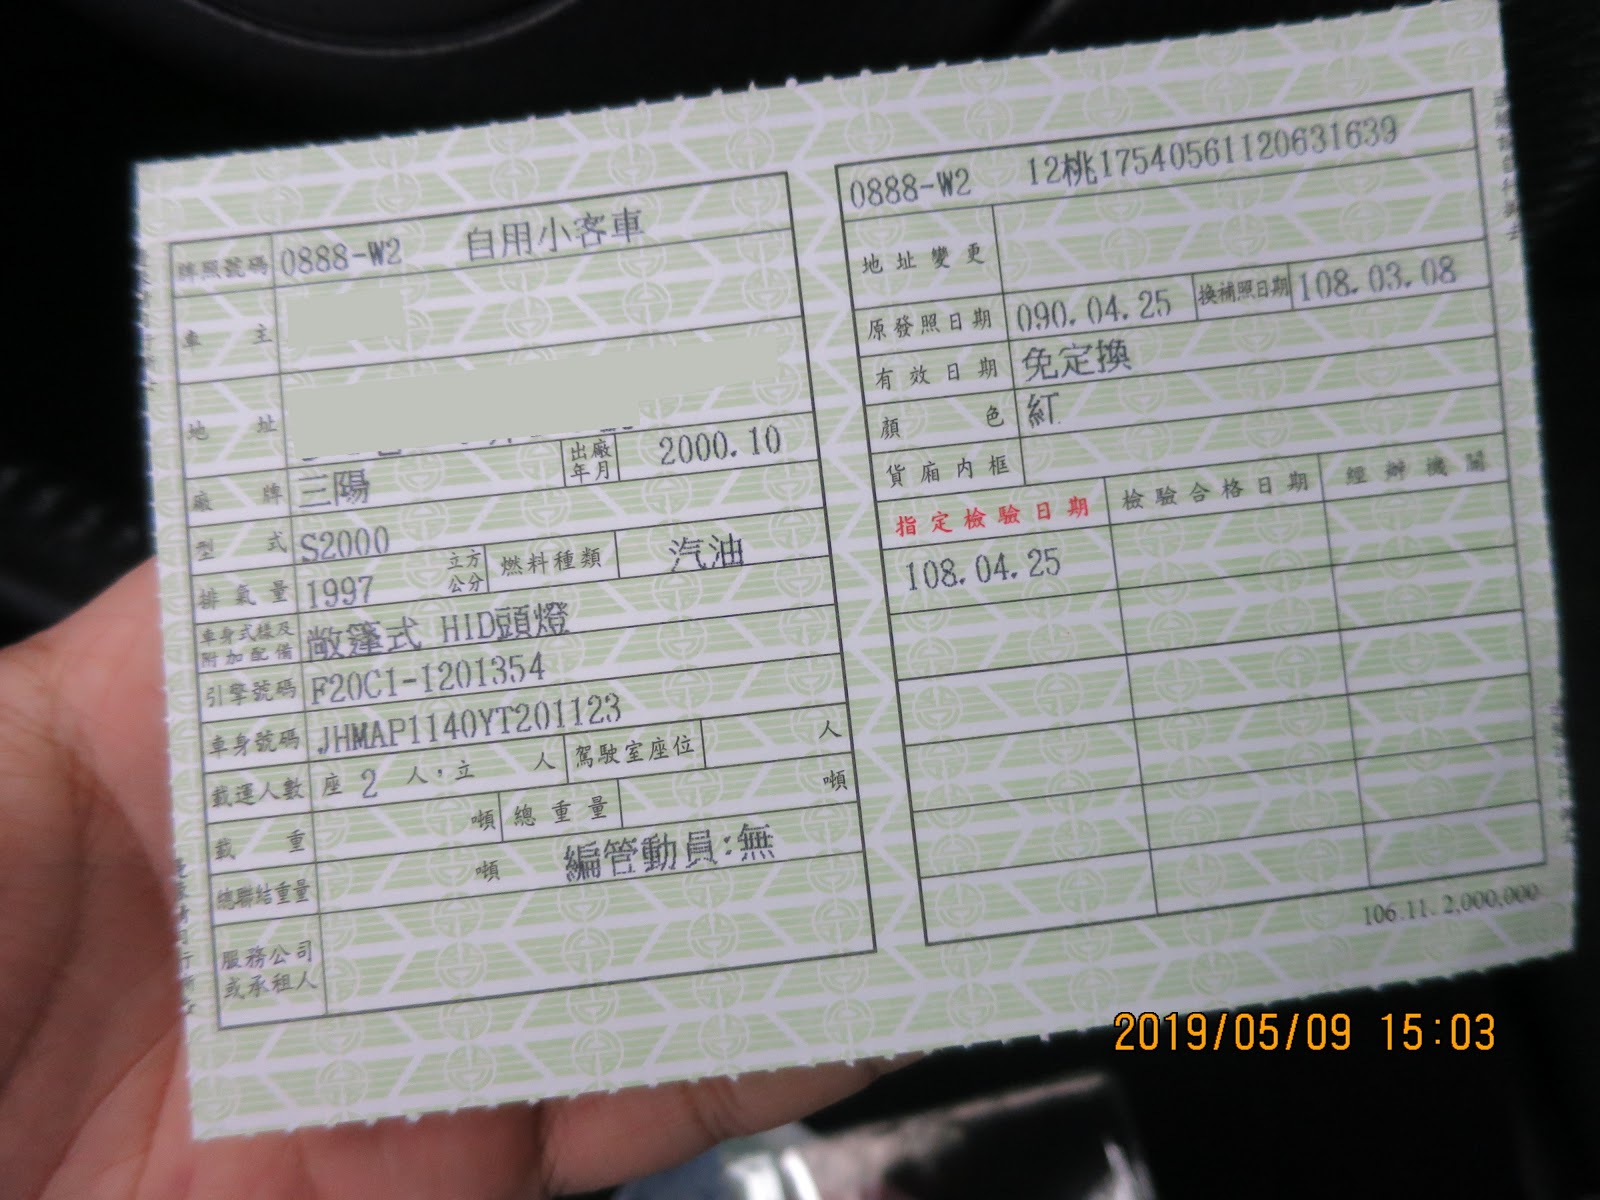 牌照號碼 0888-W2 自用小客車
車主
地址
廠牌 三陽 出廠年月 2000.10
型式 S2000
排氣量 1997 立方公分 燃料種類 汽油
車身式樣及附加配備 敞篷式 HID頭燈
引擎號碼 F20C1-1201354
車身號碼 JHMAP1140YT201123
載運人數 座 2 人,立 人 駕駛室座位 人
載重 噸 總重量 噸
總聯結重量 噸 編管動員:無
服務公司或承租人
0888-W2 12桃17540561120631639
地址變更
原發照日期 090.04.25 換補照日期 108.03.08
有效日期 免定換
顏色 紅
貨廂內框
指定檢驗日期 檢驗合格日期 經辦機關
108.04.25
106.11.2,000,000
2019/05/09 15:03